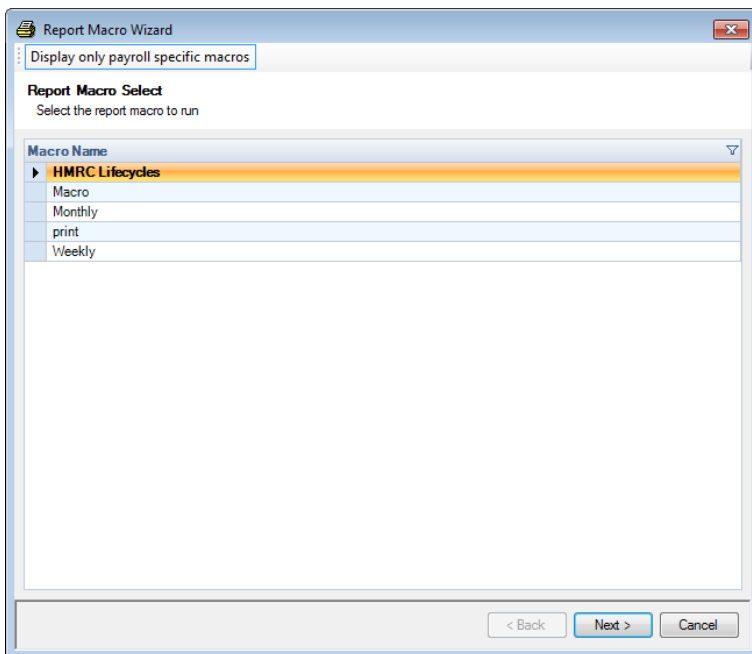 Report Macro Wizard
Display only payroll specific macros
Report Macro Select
Select the report macro to run
Macro Name
HMRC Lifecycles
Macro
Monthly
print
Weekly
< Back Next > Cancel